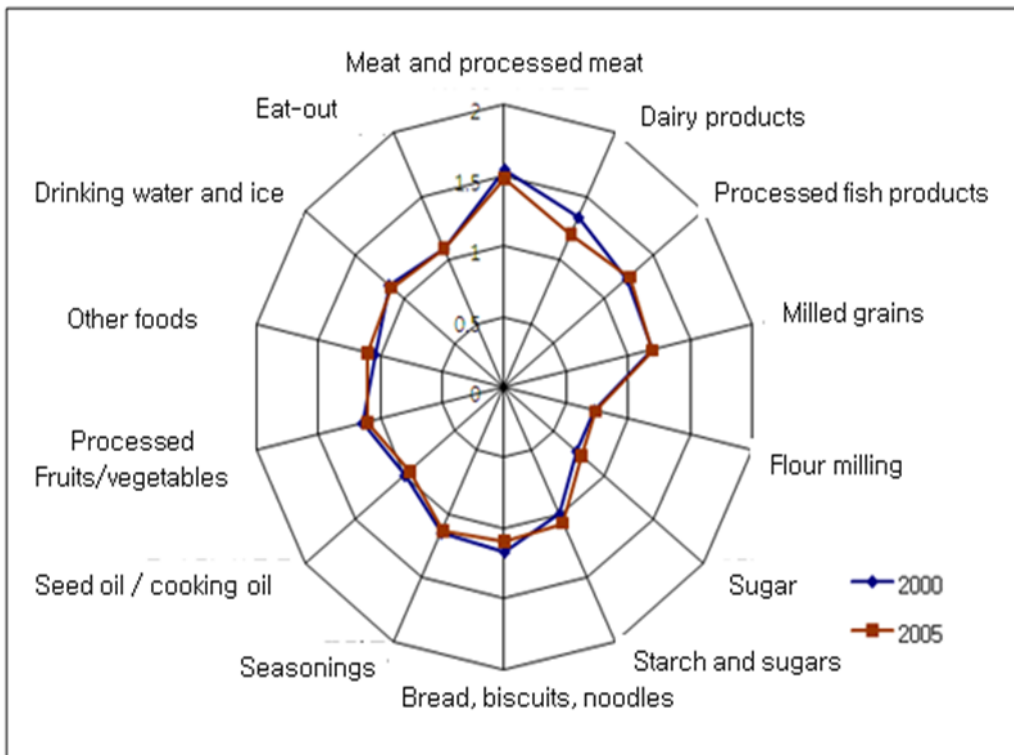 Meat and processed meat
Eat-out
Dairy products
Drinking water and ice
Processed fish products
Other foods
Milled grains
Processed
Fruits/vegetables
Flour milling
Seed oil / cooking oil
Sugar
Seasonings
Starch and sugars
Bread, biscuits, noodles
2
1.5
1
0.5
0
2000
2005